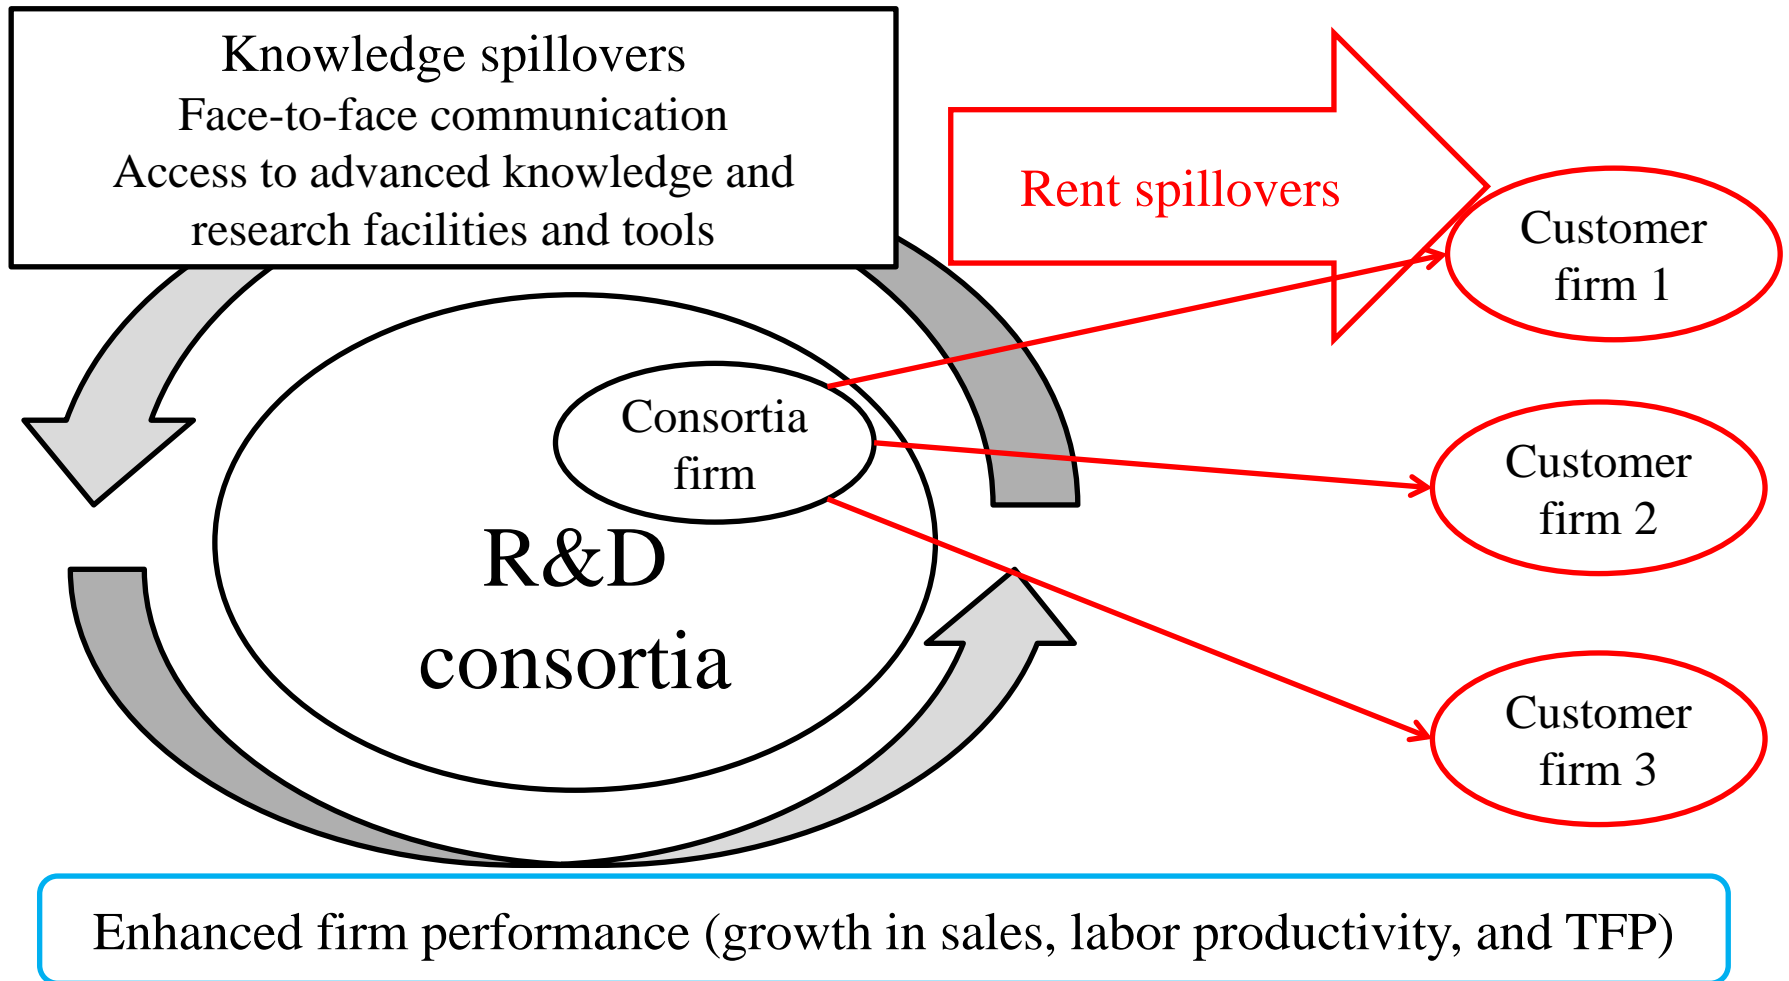 Knowledge spillovers
Face-to-face communication
Access to advanced knowledge and
research facilities and tools
Rent spillovers
Customer
firm 1
Consortia
firm
Customer
firm 2
R&D
consortia
Customer
firm 3
Enhanced firm performance (growth in sales, labor productivity, and TFP)